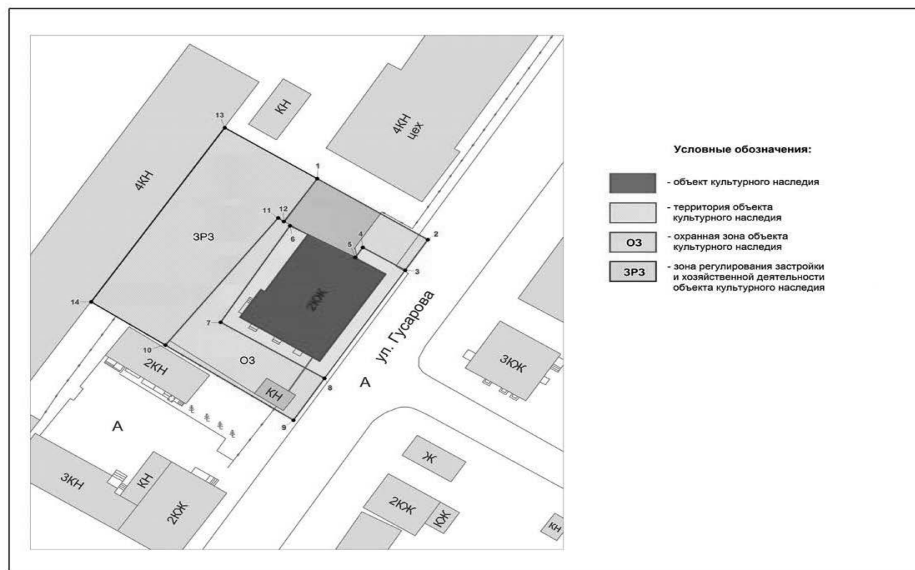 13
КН
4КН
цех
1
4КН
11
12
6
4
2
5
3
ЗРЗ
2КЖ
ул. Гусарова
14
7
10
ОЗ
2КН
8
А
КН
9
3КЖ
А
Ж
3КН
КН
2КЖ
2КЖ
КЖ
КН
Условные обозначения:
- объект культурного наследия
- территория объекта
культурного наследия
ОЗ
- охранная зона объекта
культурного наследия
ЗРЗ
- зона регулирования застройки
и хозяйственной деятельности
объекта культурного наследия